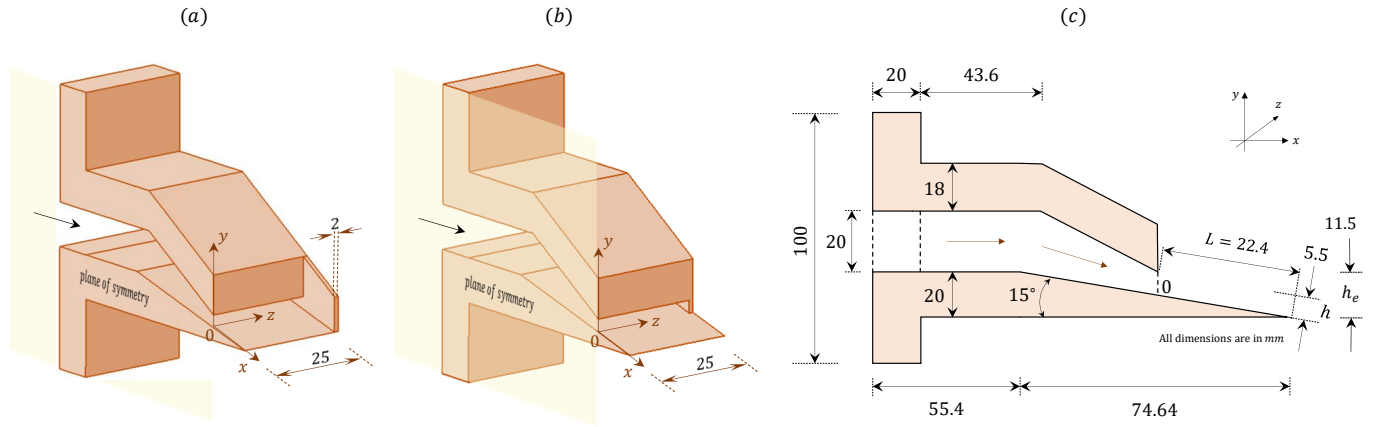 (a)
(b)
(c)
plane of symmetry
y
z
0
x
2
25
plane of symmetry
y
z
0
x
25
20
43.6
y
z
x
100
20
18
20
15°
0
L = 22.4
11.5
5.5
h
hₑ
All dimensions are in mm
55.4
74.64